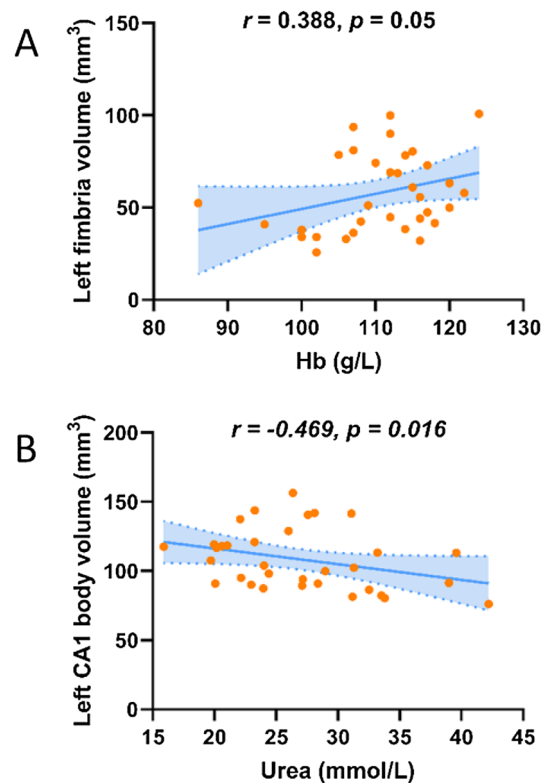 A
r = 0.388, p = 0.05
Left fimbria volume (mm³)
150
100
50
0
80 90 100 110 120 130
Hb (g/L)
B
r = -0.469, p = 0.016
Left CA1 body volume (mm³)
200
150
100
50
0
15 20 25 30 35 40 45
Urea (mmol/L)